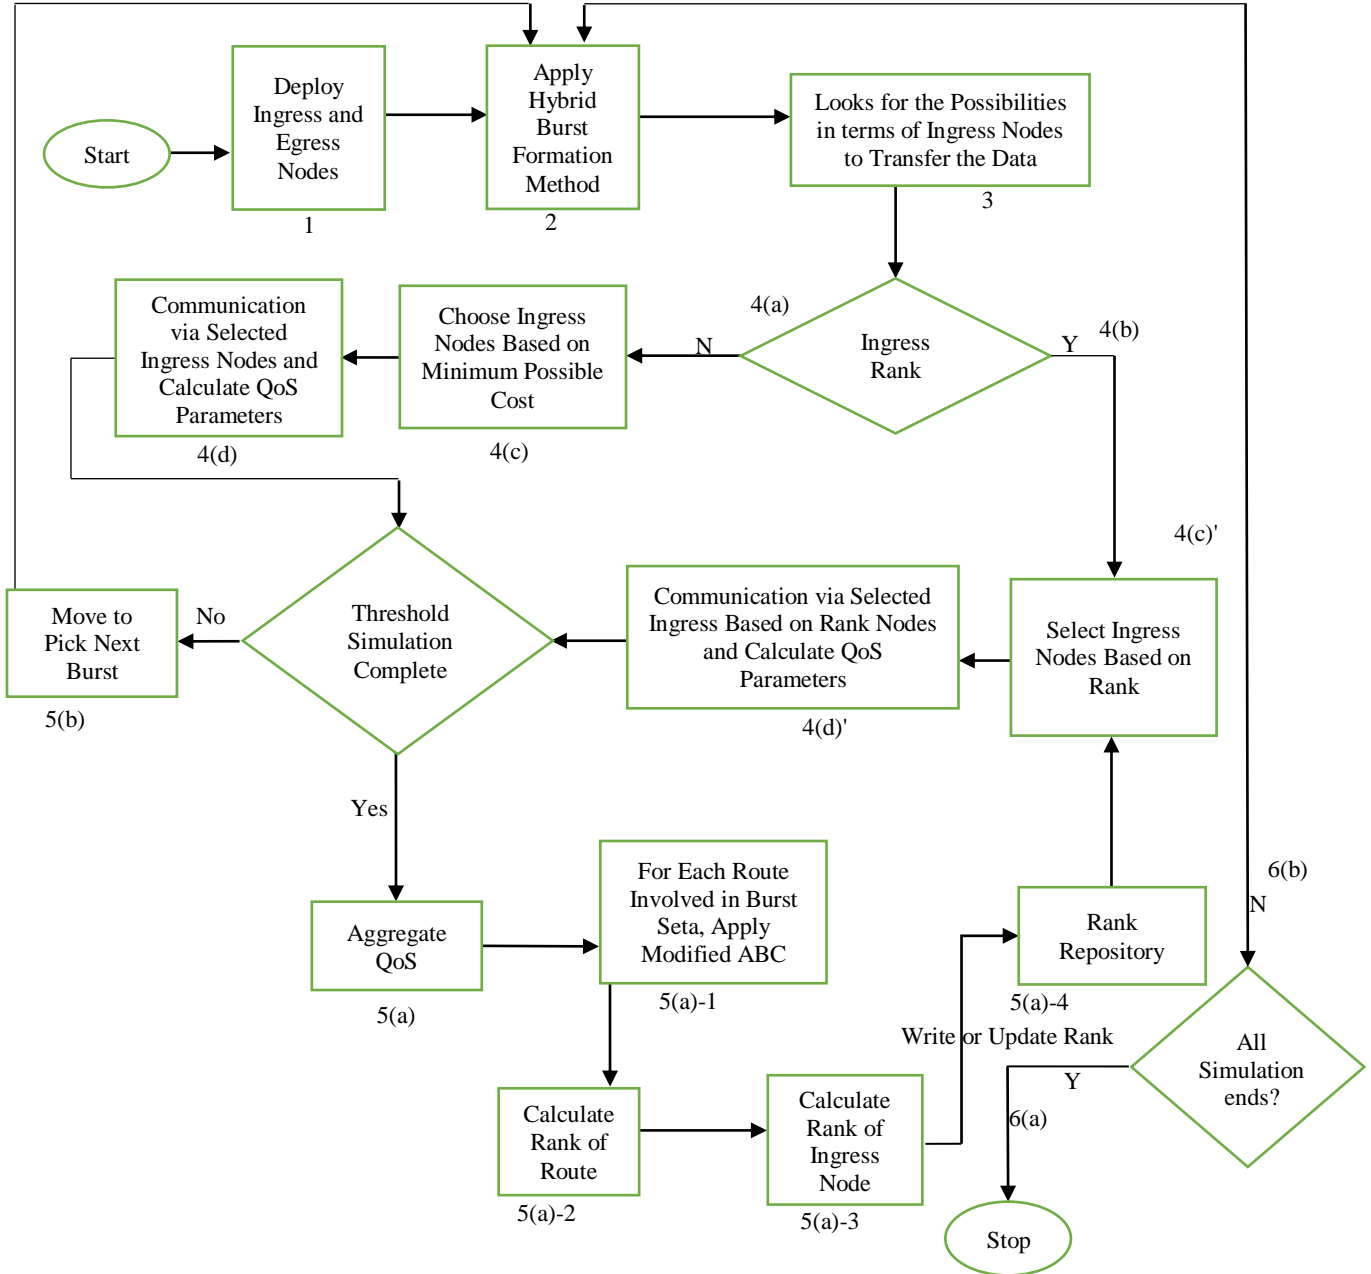 Start
Deploy
Ingress and
Egress
Nodes
1
Apply
Hybrid
Burst
Formation
Method
2
Looks for the Possibilities
in terms of Ingress Nodes
to Transfer the Data
3
Ingress
Rank
4(a)
N
4(b)
Y
Choose Ingress
Nodes Based on
Minimum Possible
Cost
4(c)
Communication
via Selected
Ingress Nodes and
Calculate QoS
Parameters
4(d)
4(c)'
Select Ingress
Nodes Based on
Rank
Communication via Selected
Ingress Based on Rank Nodes
and Calculate QoS
Parameters
4(d)'
Threshold
Simulation
Complete
No
Move to
Pick Next
Burst
5(b)
Yes
Aggregate
QoS
5(a)
For Each Route
Involved in Burst
Seta, Apply
Modified ABC
5(a)-1
Calculate
Rank of
Route
5(a)-2
Calculate
Rank of
Ingress
Node
5(a)-3
Write or Update Rank
Rank
Repository
5(a)-4
6(b)
N
All
Simulation
ends?
Y
6(a)
Stop